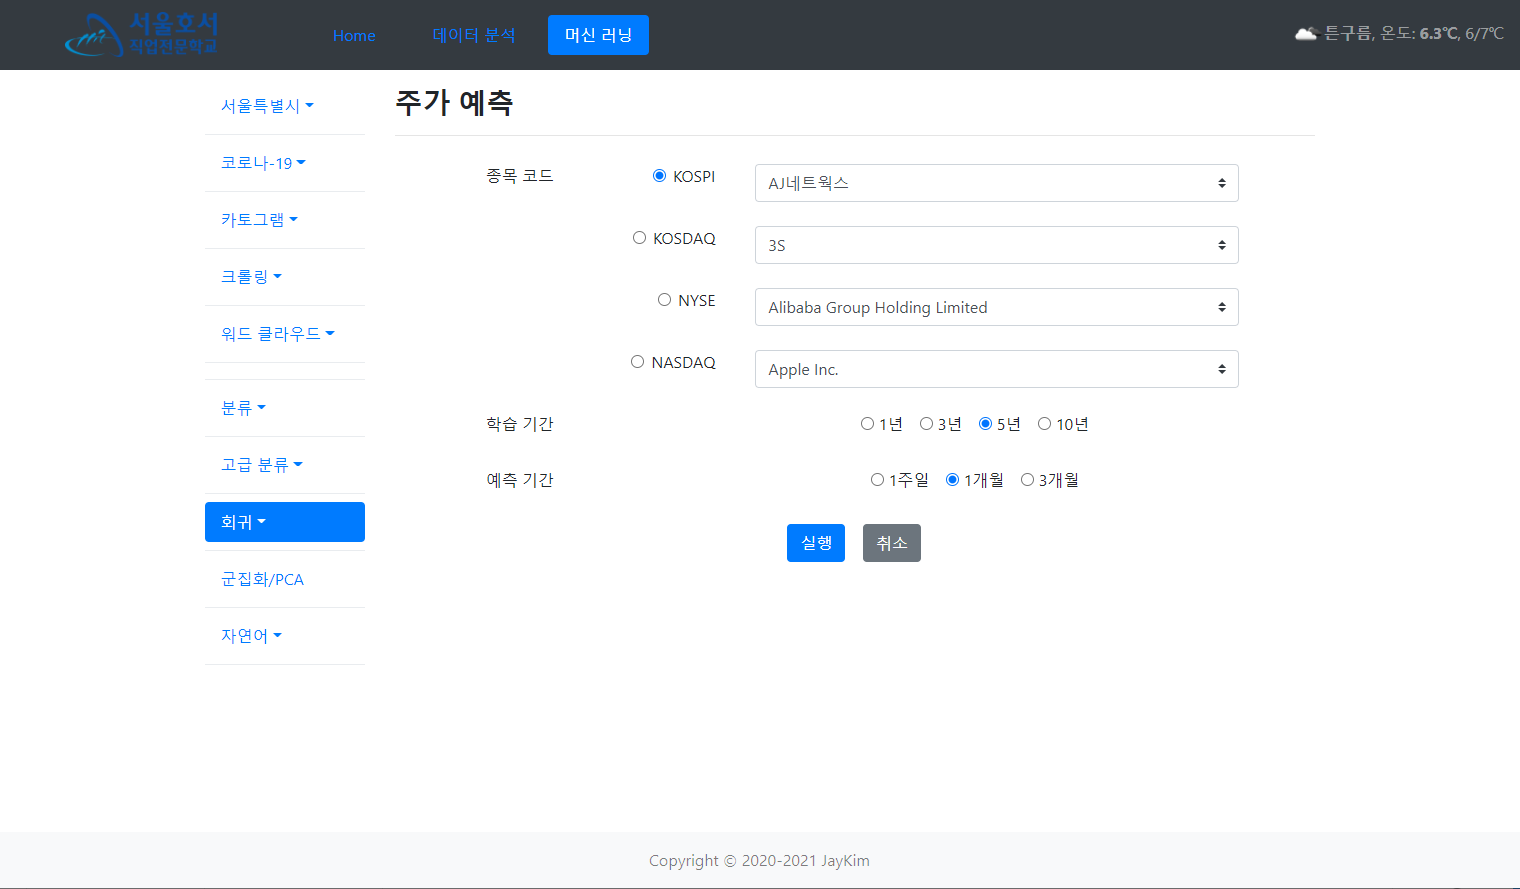 서울호서
직업전문학교
Home 데이터 분석 머신 러닝
튼구름, 온도: 6.3℃, 6/7℃
서울특별시
코로나-19
카토그램
크롤링
워드 클라우드
분류
고급 분류
회귀
군집화/PCA
자연어
주가 예측
종목 코드 KOSPI AJ네트웍스
KOSDAQ 3S
NYSE Alibaba Group Holding Limited
NASDAQ Apple Inc.
학습 기간 1년 3년 5년 10년
예측 기간 1주일 1개월 3개월
실행 취소
Copyright © 2020-2021 JayKim